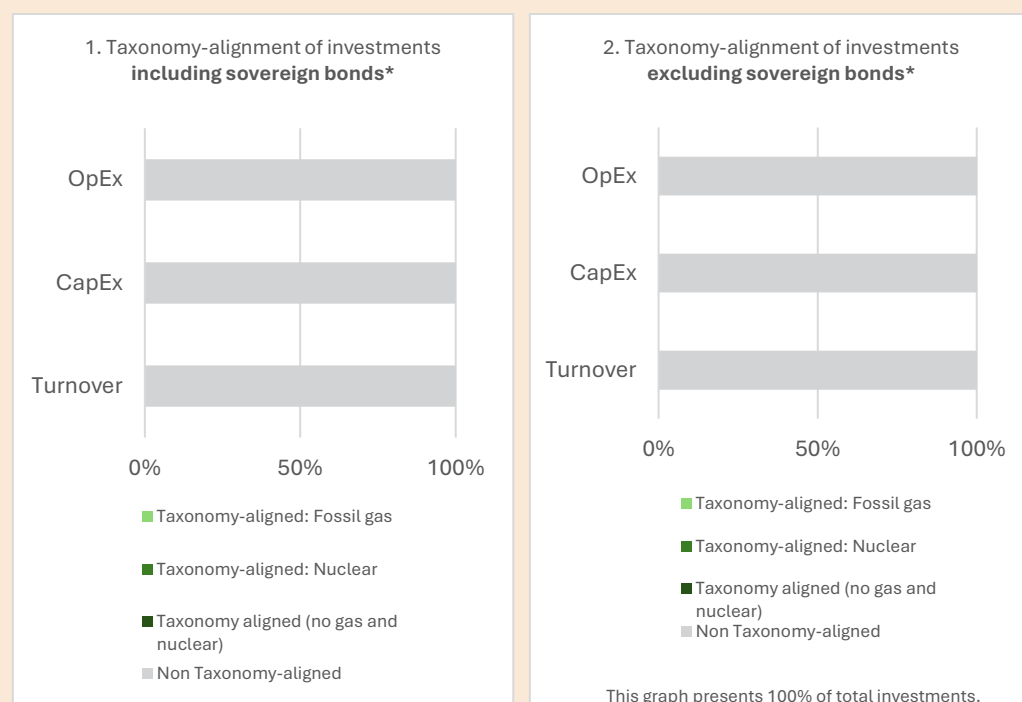 1. Taxonomy-alignment of investments
including sovereign bonds*
OpEx
CapEx
Turnover
0% 50% 100%
Taxonomy-aligned: Fossil gas
Taxonomy-aligned: Nuclear
Taxonomy aligned (no gas and
nuclear)
Non Taxonomy-aligned
2. Taxonomy-alignment of investments
excluding sovereign bonds*
OpEx
CapEx
Turnover
0% 50% 100%
Taxonomy-aligned: Fossil gas
Taxonomy-aligned: Nuclear
Taxonomy aligned (no gas and
nuclear)
Non Taxonomy-aligned
This graph presents 100% of total investments.